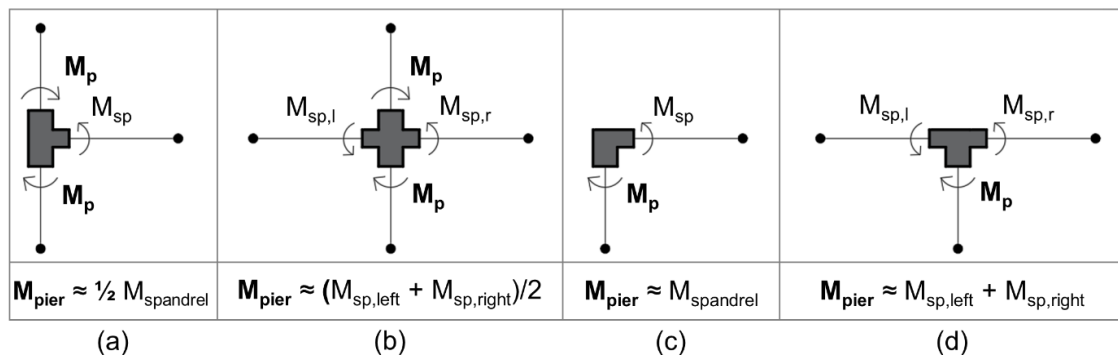 M_p
M_sp
M_p
M_pier ≈ ½ M_spandrel
(a)
M_p
M_sp,l
M_sp,r
M_p
M_pier ≈ (M_sp,left + M_sp,right)/2
(b)
M_sp
M_p
M_pier ≈ M_spandrel
(c)
M_sp,l
M_sp,r
M_p
M_pier ≈ M_sp,left + M_sp,right
(d)